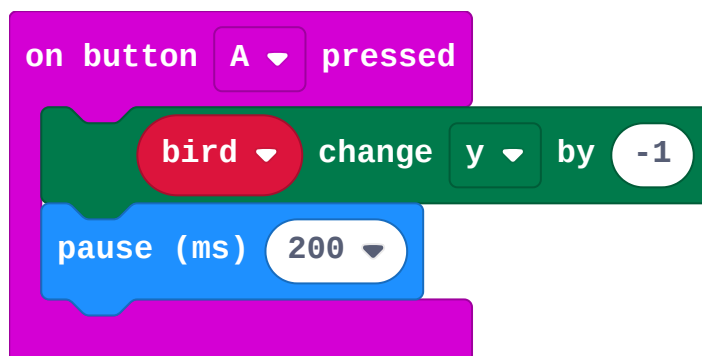 on button A pressed
bird change y by -1
pause (ms) 200